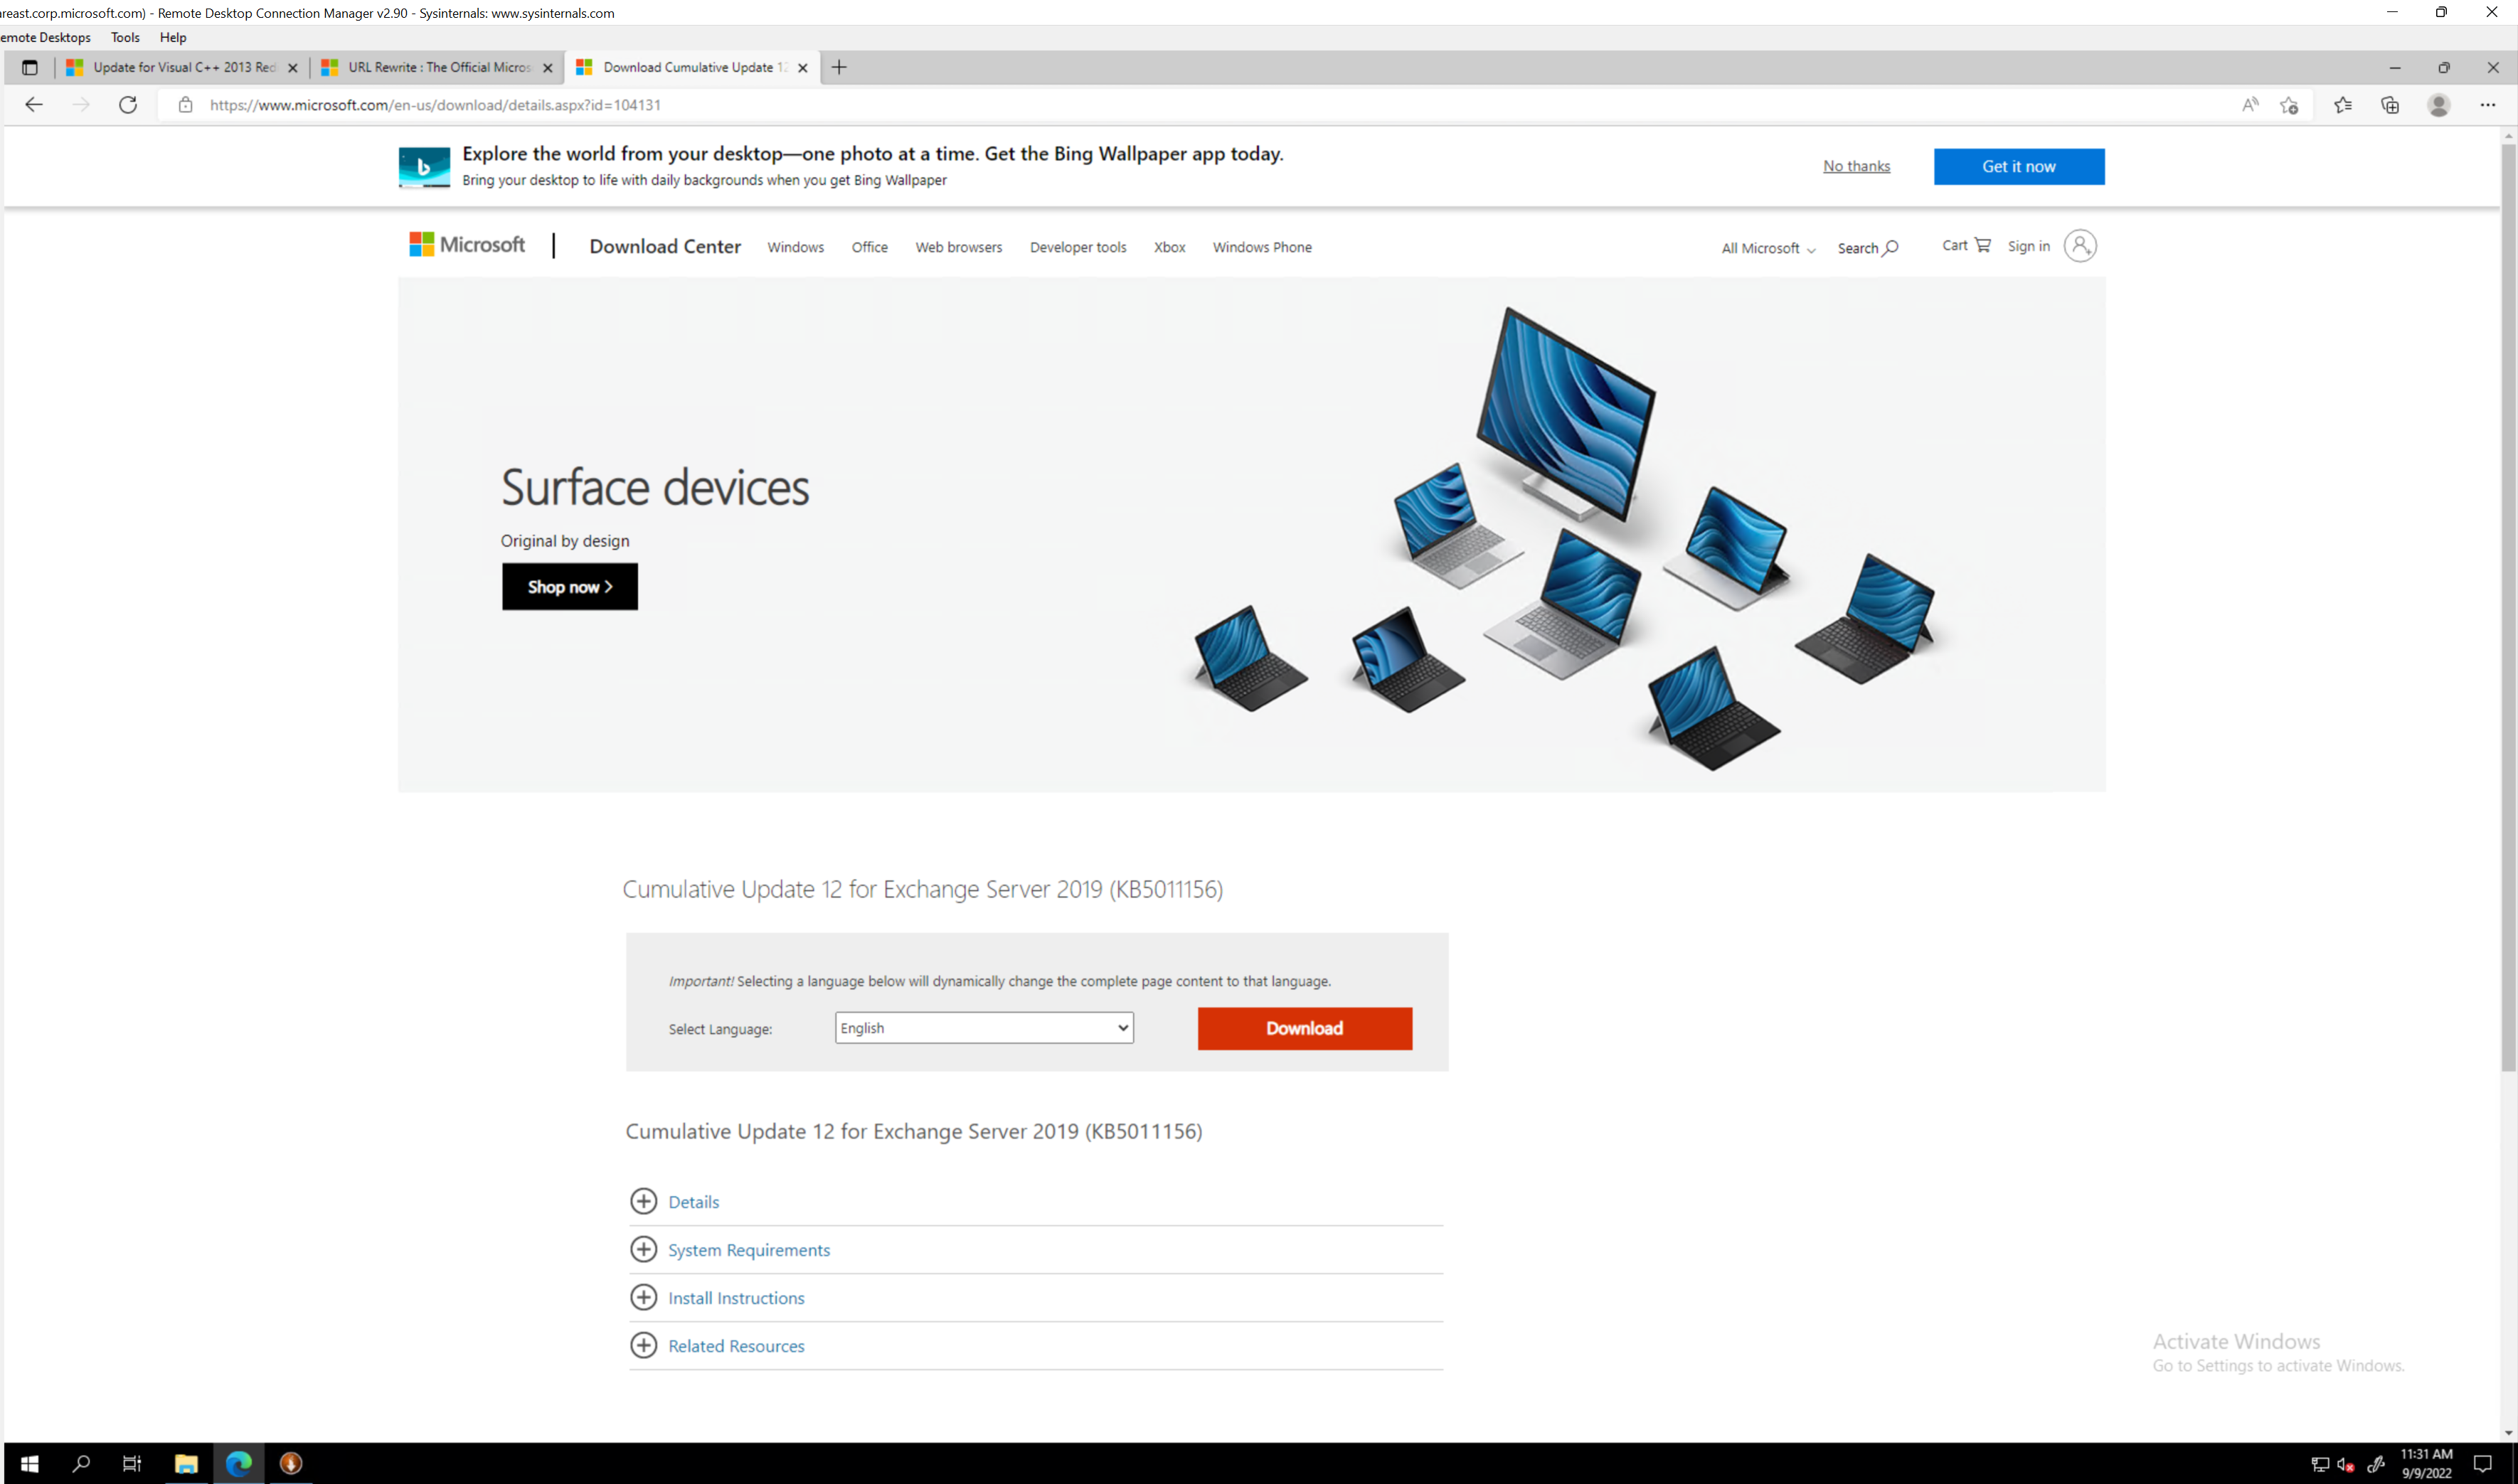 reast.corp.microsoft.com) - Remote Desktop Connection Manager v2.90 - Sysinternals: www.sysinternals.com
emote Desktops Tools Help
Update for Visual C++ 2013 Red URL Rewrite : The Official Micros Download Cumulative Update 12
https://www.microsoft.com/en-us/download/details.aspx?id=104131
Explore the world from your desktop—one photo at a time. Get the Bing Wallpaper app today.
Bring your desktop to life with daily backgrounds when you get Bing Wallpaper
No thanks
Get it now
Microsoft Download Center Windows Office Web browsers Developer tools Xbox Windows Phone All Microsoft Search Cart Sign in
Surface devices
Original by design
Shop now >
Cumulative Update 12 for Exchange Server 2019 (KB5011156)
Important! Selecting a language below will dynamically change the complete page content to that language.
Select Language: English Download
Cumulative Update 12 for Exchange Server 2019 (KB5011156)
Details
System Requirements
Install Instructions
Related Resources
Activate Windows
Go to Settings to activate Windows.
11:31 AM
9/9/2022